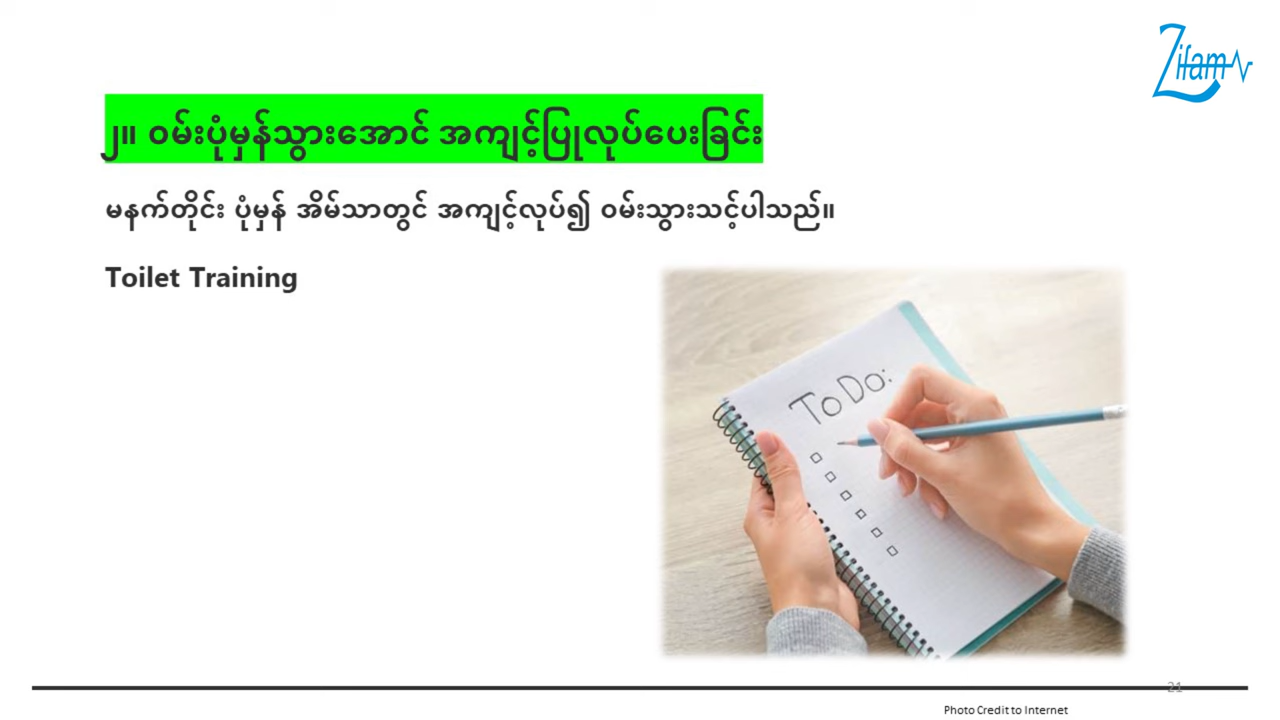 Zifam
၂။ ဝမ်းပုံမှန်သွားအောင် အကျင့်ပြုလုပ်ပေးခြင်း
မနက်တိုင်း ပုံမှန် အိမ်သာတွင် အကျင့်လုပ်၍ ဝမ်းသွားသင့်ပါသည်။
Toilet Training
To Do:
21
Photo Credit to Internet